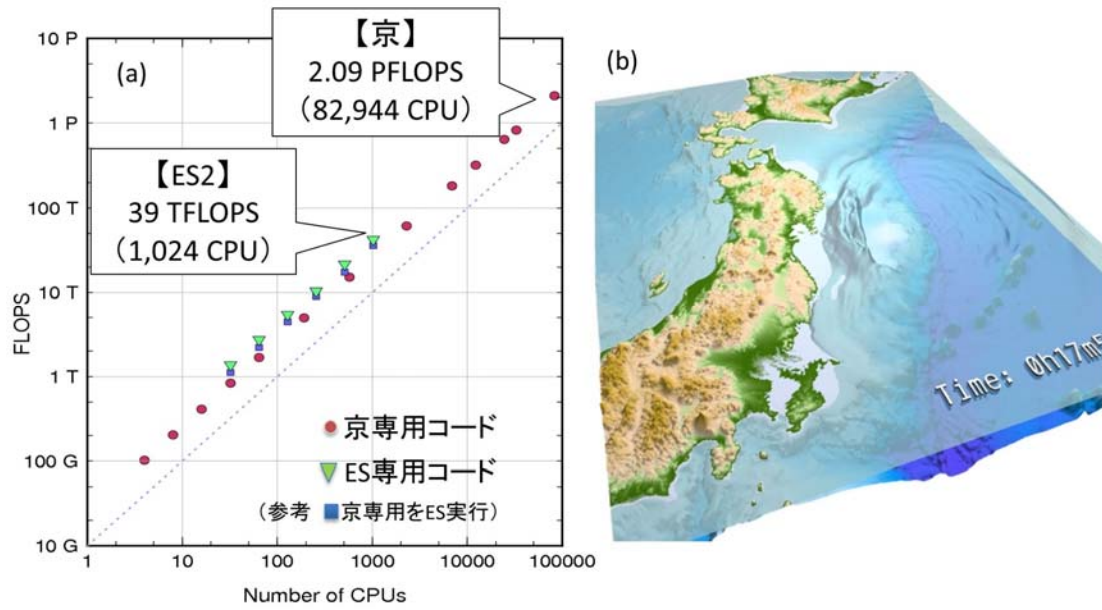 (a)
【京】
2.09 PFLOPS
(82,944 CPU)
【ES2】
39 TFLOPS
(1,024 CPU)
10 P
1 P
100 T
10 T
1 T
100 G
10 G
FLOPS
京専用コード
ES専用コード
(参考 京専用をES実行)
1 10 100 1000 10000 100000
Number of CPUs
(b)
Time: 0h17m5